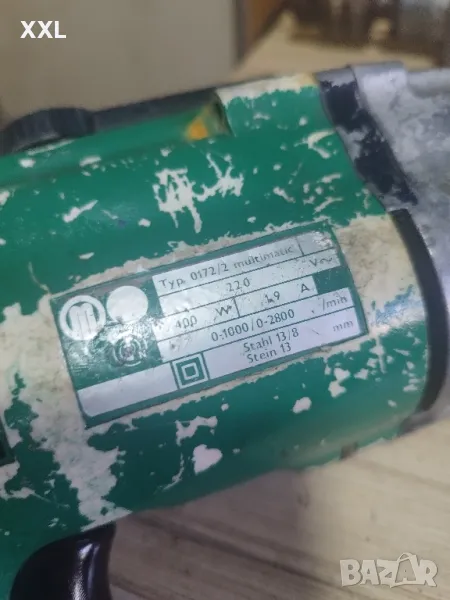 XXL
Typ. 0172/2 multimatic
220 V~
400 W 1,9 A
0-1000/0-2800 /min
Stahl 13/8 mm
Stein 13
BAZAR